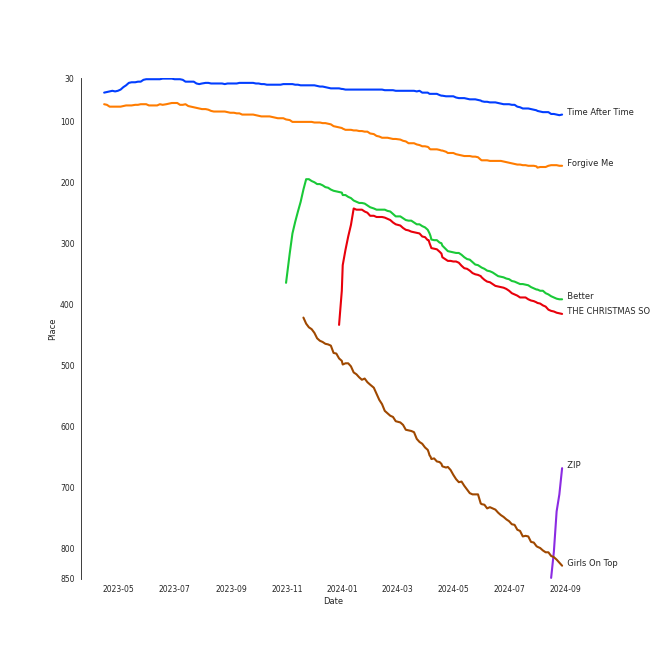 30
100
200
300
400
500
600
700
800
850
Place
2023-05
2023-07
2023-09
2023-11
2024-01
2024-03
2024-05
2024-07
2024-09
Date
Time After Time
Forgive Me
Better
THE CHRISTMAS SO
ZIP
Girls On Top